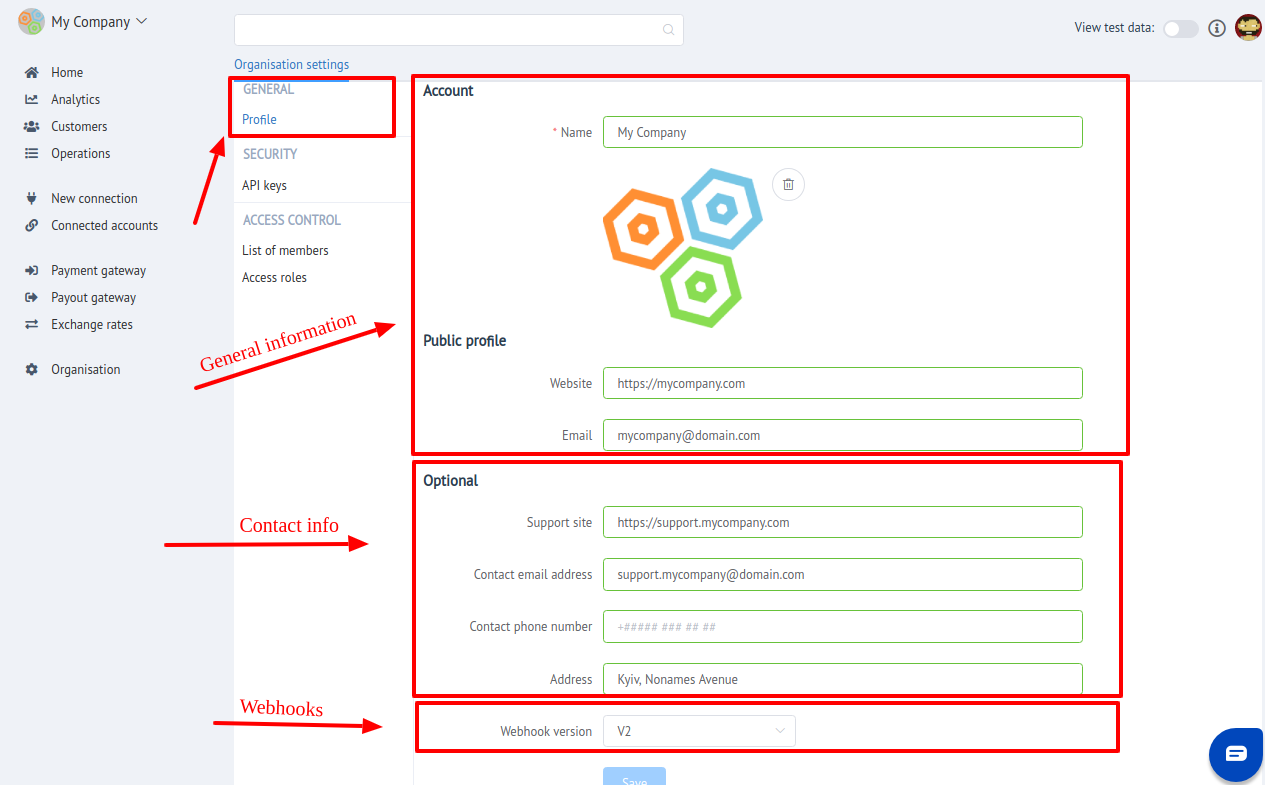 My Company
View test data:
Home
Analytics
Customers
Operations
New connection
Connected accounts
Payment gateway
Payout gateway
Exchange rates
Organisation
Organisation settings
GENERAL
Profile
SECURITY
API keys
ACCESS CONTROL
List of members
Access roles
General information
Contact info
Webhooks
Account
* Name My Company
Public profile
Website https://mycompany.com
Email mycompany@domain.com
Optional
Support site https://support.mycompany.com
Contact email address support.mycompany@domain.com
Contact phone number +##### ### ## ##
Address Kyiv, Nonames Avenue
Webhook version V2
Save